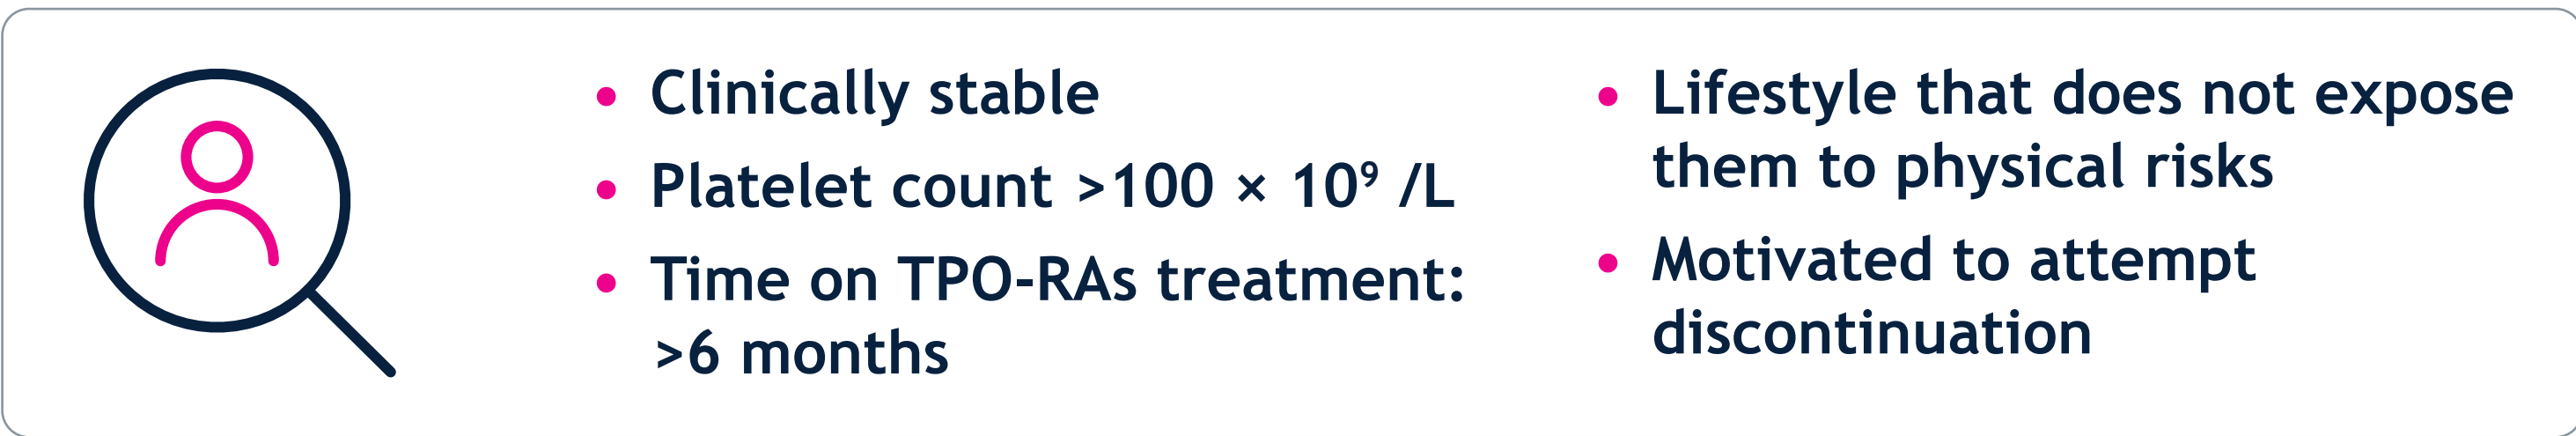 • Clinically stable
• Platelet count >100 × 10⁹ /L
• Time on TPO-RAs treatment:
>6 months
• Lifestyle that does not expose
them to physical risks
• Motivated to attempt
discontinuation